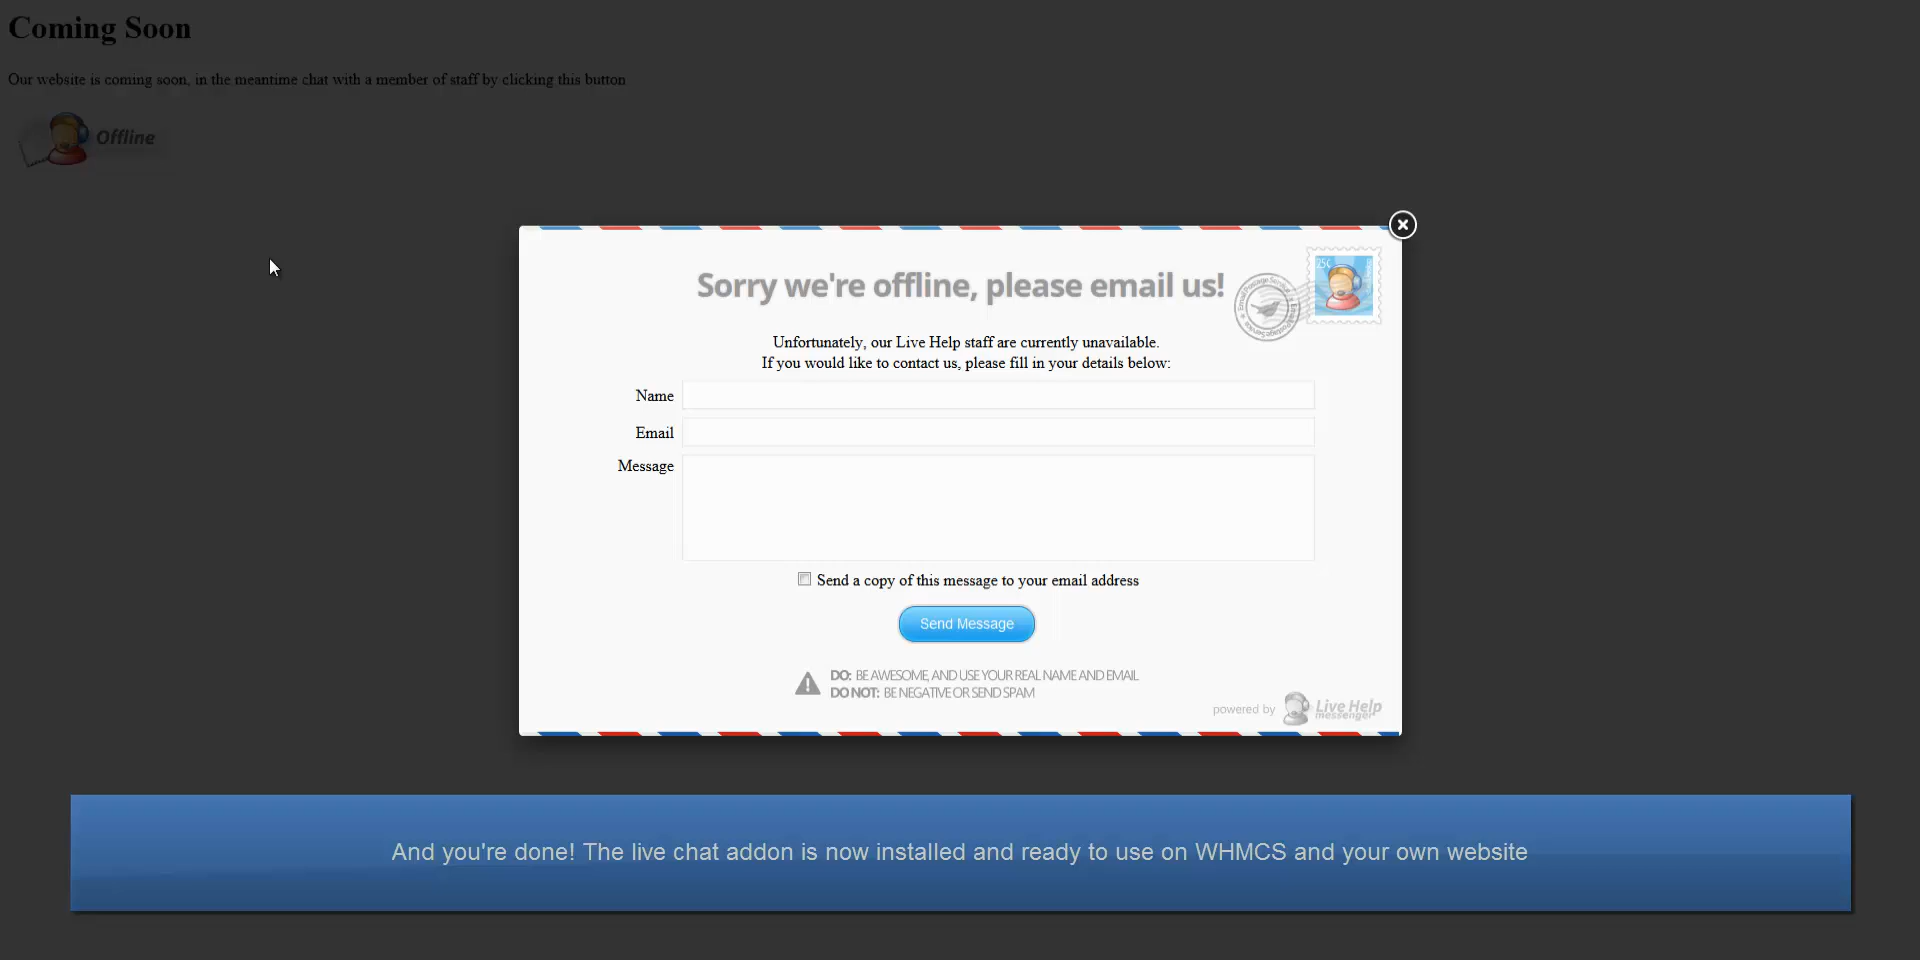 Coming Soon
Our website is coming soon, in the meantime chat with a member of staff by clicking this button
Offline
Sorry we're offline, please email us!
25¢
Unfortunately, our Live Help staff are currently unavailable.
If you would like to contact us, please fill in your details below:
Name
Email
Message
Send a copy of this message to your email address
Send Message
DO: BE AWESOME, AND USE YOUR REAL NAME AND EMAIL
DO NOT: BE NEGATIVE OR SEND SPAM
powered by
Live Help
messenger
And you're done! The live chat addon is now installed and ready to use on WHMCS and your own website